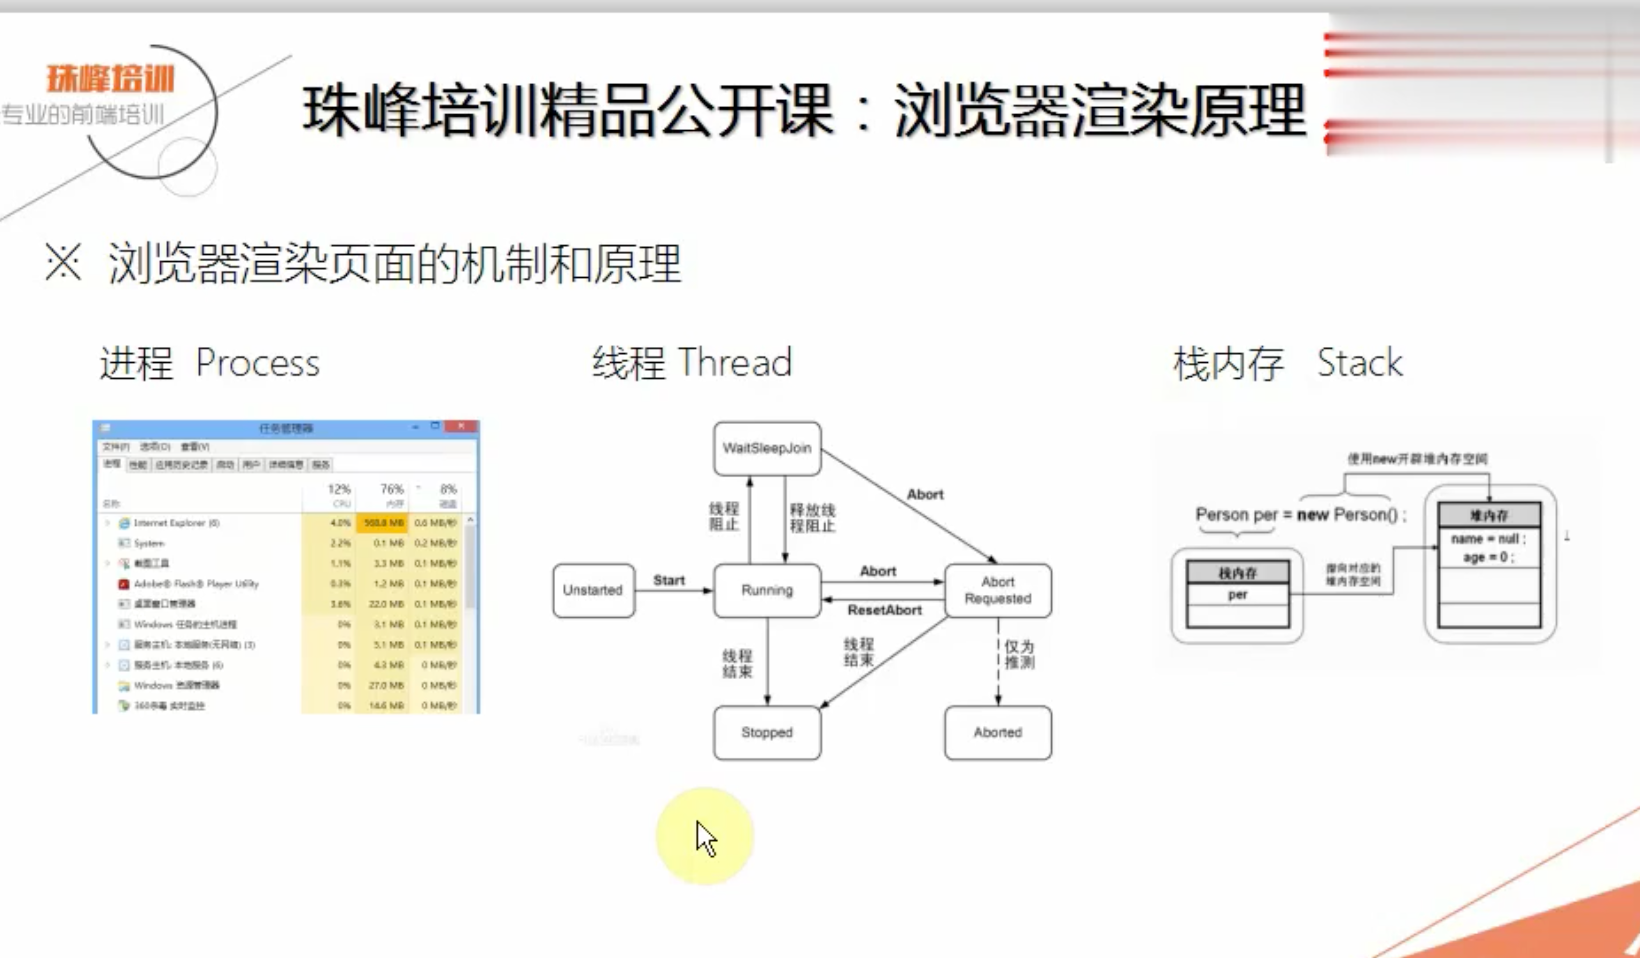 珠峰培训
专业的前端培训
珠峰培训精品公开课：浏览器渲染原理
※ 浏览器渲染页面的机制和原理
进程 Process
线程 Thread
栈内存 Stack
任务管理器
文件(F) 选项(O) 查看(V)
进程 性能 应用历史记录 启动 用户 详细信息 服务
12% 76% 8%
名称 CPU 内存 磁盘
Internet Explorer (6) 4.0% 568.8 MB 0.6 MB/秒
System 2.2% 0.1 MB 0.2 MB/秒
截图工具 1.1% 3.3 MB 0.1 MB/秒
Adobe® Flash® Player Utility 0.3% 1.2 MB 0.1 MB/秒
桌面窗口管理器 3.6% 22.0 MB 0.1 MB/秒
Windows 任务的主机进程 0% 3.1 MB 0.1 MB/秒
服务主机: 本地服务(无网络) (3) 0% 5.1 MB 0.1 MB/秒
服务主机: 本地服务 (6) 0% 4.3 MB 0 MB/秒
Windows 资源管理器 0% 27.0 MB 0 MB/秒
360杀毒 实时监控 0% 14.6 MB 0 MB/秒
WaitSleepJoin
线程
阻止
释放线
程阻止
Abort
Unstarted
Start
Running
Abort
ResetAbort
Abort
Requested
线程
结束
线程
结束
仅为
推测
Stopped
Aborted
使用new开辟堆内存空间
Person per = new Person() ;
栈内存
per
指向对应的
堆内存空间
堆内存
name = null ;
age = 0 ;